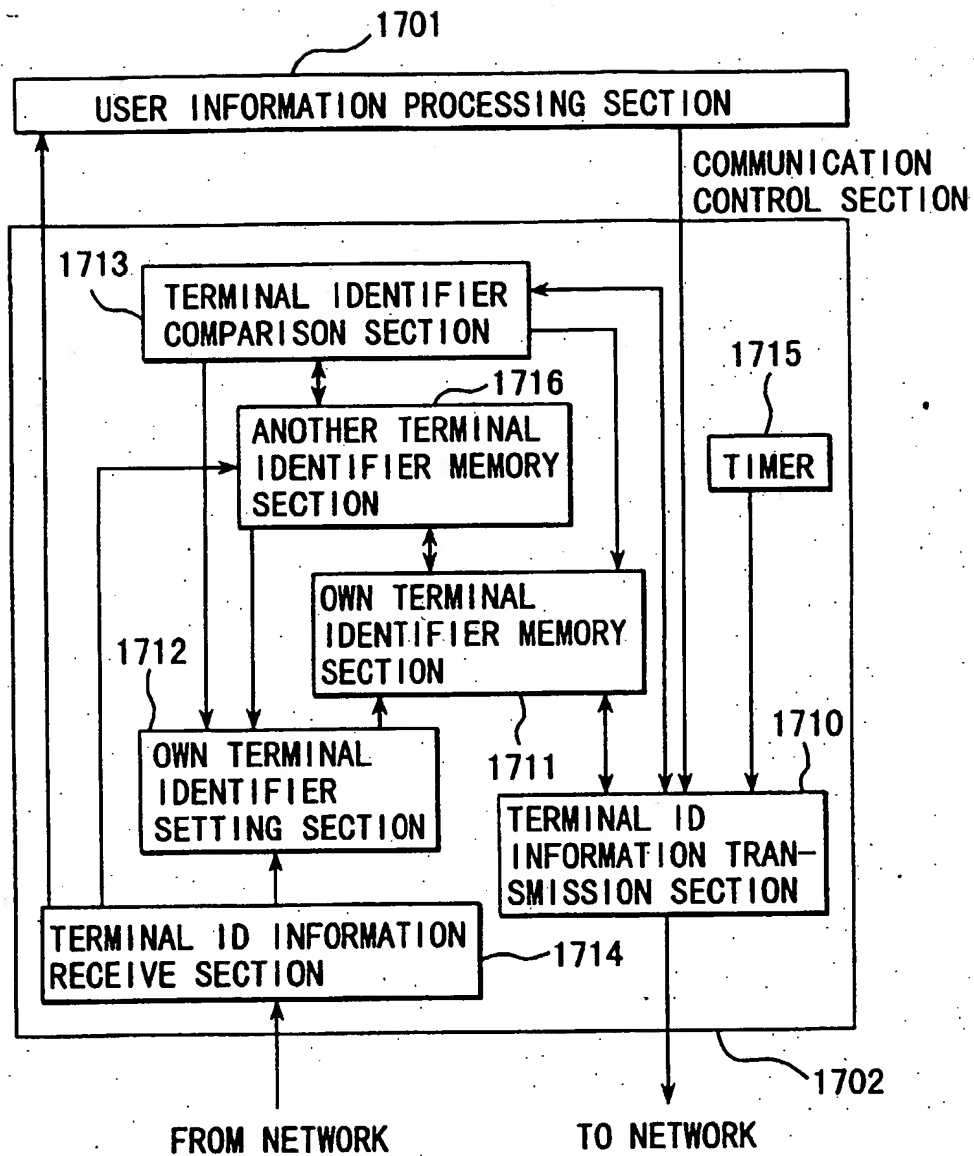 1701
USER INFORMATION PROCESSING SECTION
COMMUNICATION
CONTROL SECTION
1713
TERMINAL IDENTIFIER
COMPARISON SECTION
1716
1715
ANOTHER TERMINAL
IDENTIFIER MEMORY
SECTION
TIMER
OWN TERMINAL
IDENTIFIER MEMORY
SECTION
1712
1711
1710
OWN TERMINAL
IDENTIFIER
SETTING SECTION
TERMINAL ID
INFORMATION TRAN-
SMISSION SECTION
TERMINAL ID INFORMATION
RECEIVE SECTION
1714
1702
FROM NETWORK
TO NETWORK